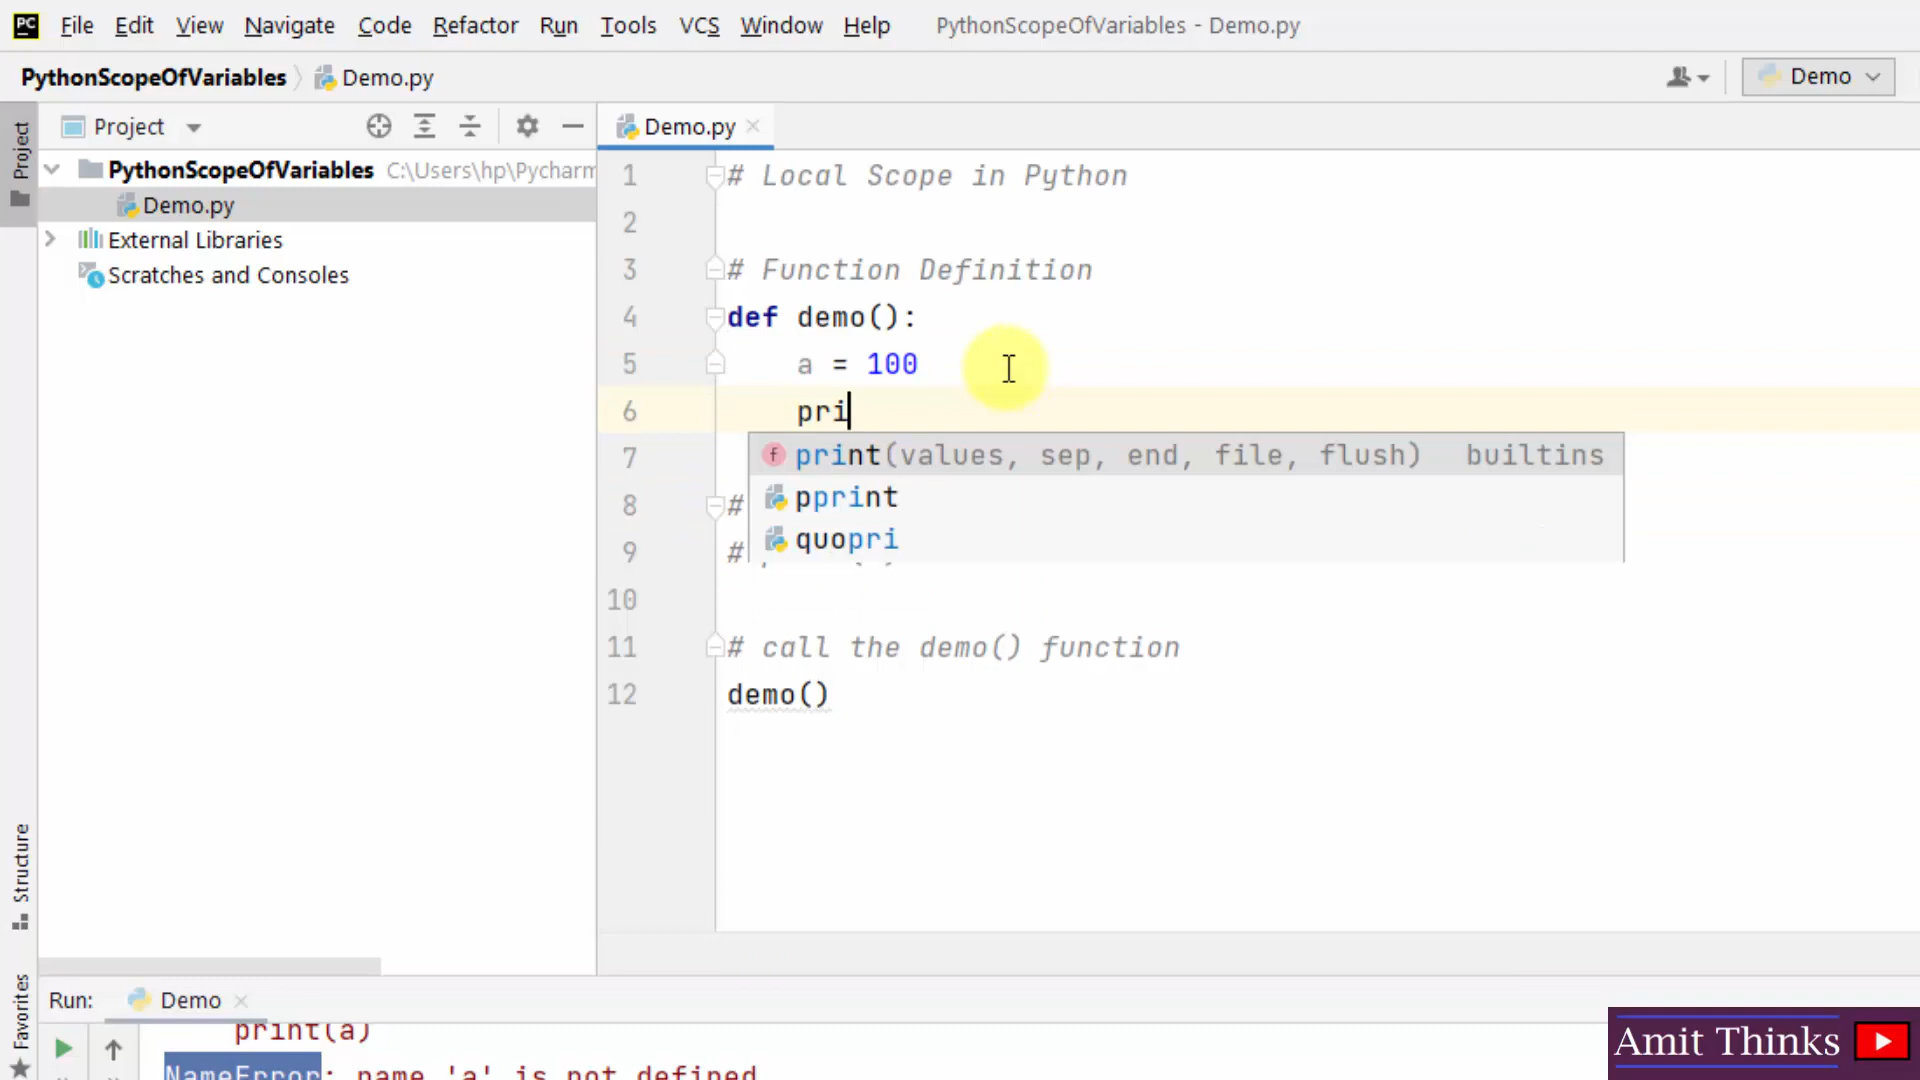 PC File Edit View Navigate Code Refactor Run Tools VCS Window Help PythonScopeOfVariables - Demo.py
PythonScopeOfVariables Demo.py Demo
Project
Project
Demo.py
PythonScopeOfVariables C:\Users\hp\Pycharm
Demo.py
External Libraries
Scratches and Consoles
1 # Local Scope in Python
2
3 # Function Definition
4 def demo():
5 a = 100
6 pri
print(values, sep, end, file, flush) builtins
pprint
quopri
7
8 #
9 #
10
11 # call the demo() function
12 demo()
Structure
Favorites
Run: Demo
print(a)
NameError: name 'a' is not defined
Amit Thinks